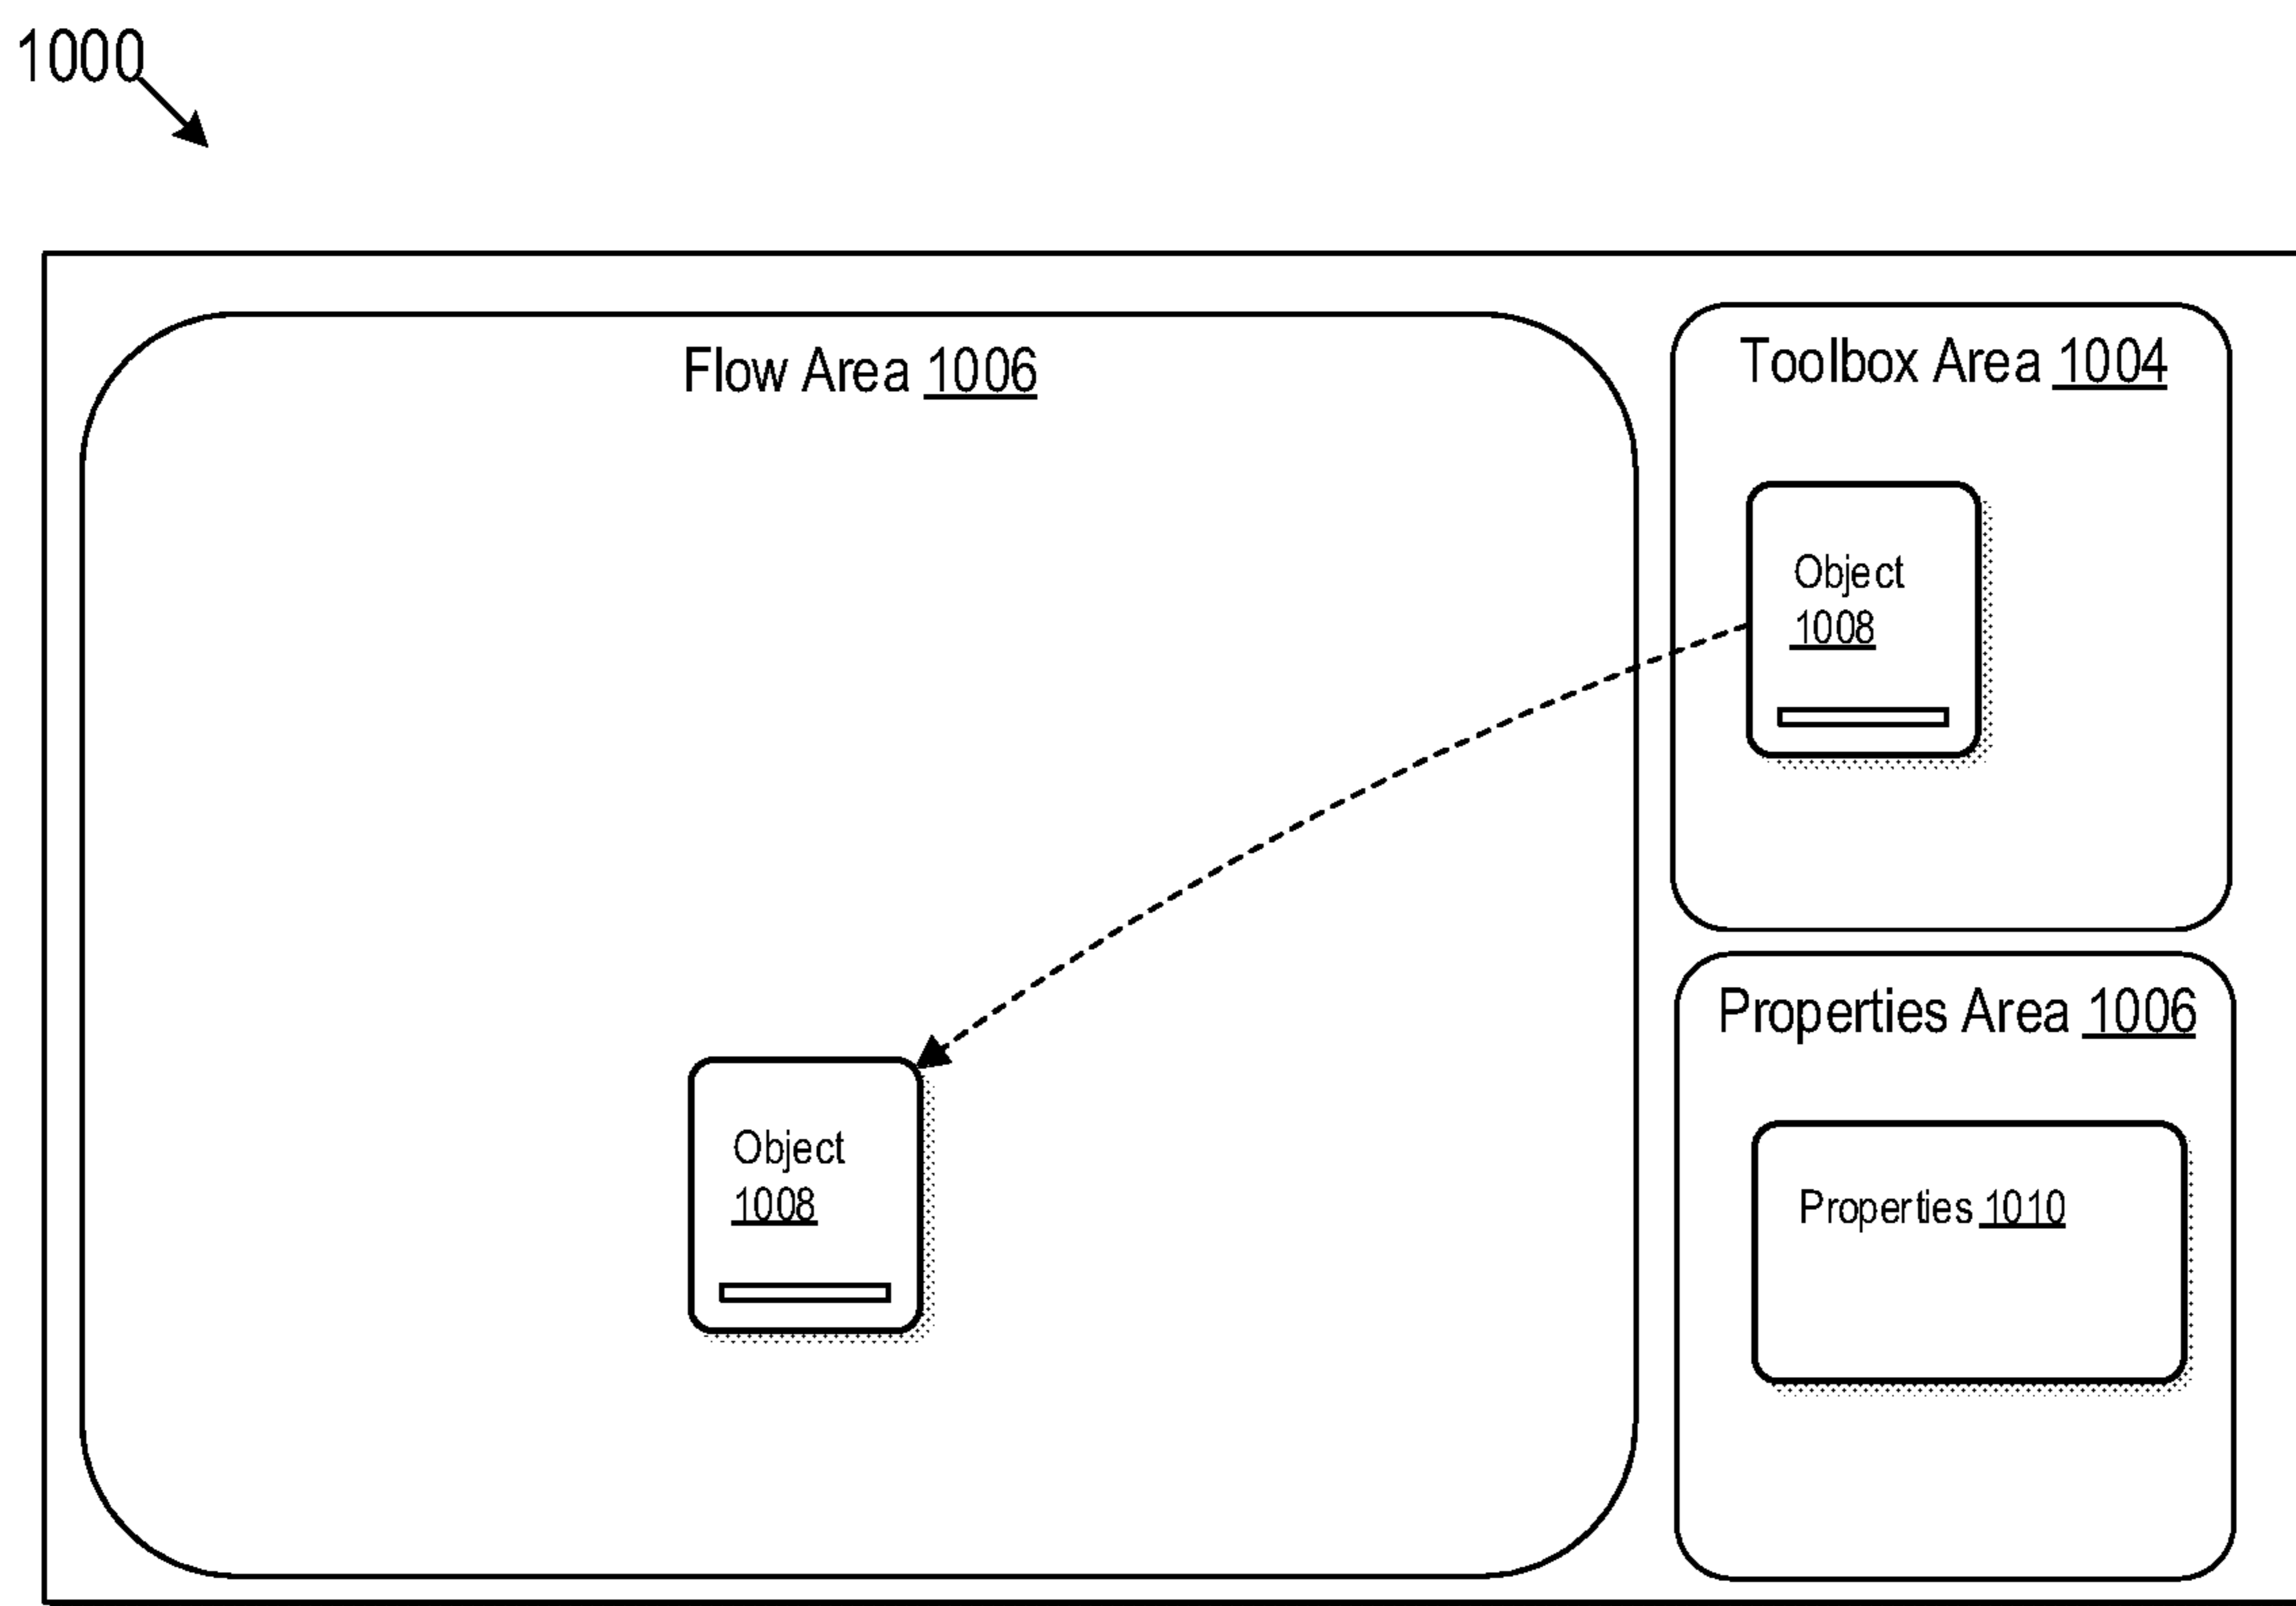 1000
Flow Area 1006
Toolbox Area 1004
Object
1008
Properties Area 1006
Object
1008
Properties 1010